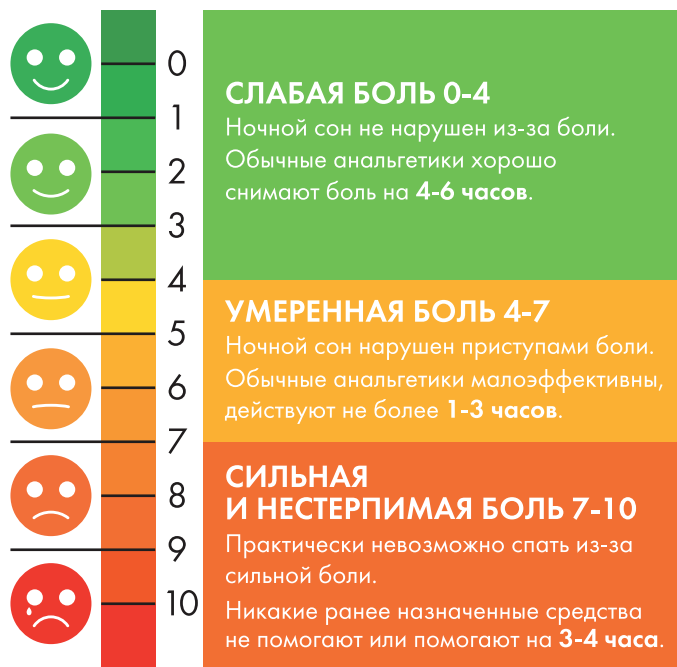 0
1
2
3
4
5
6
7
8
9
10
СЛАБАЯ БОЛЬ 0-4
Ночной сон не нарушен из-за боли.
Обычные анальгетики хорошо
снимают боль на 4-6 часов.
УМЕРЕННАЯ БОЛЬ 4-7
Ночной сон нарушен приступами боли.
Обычные анальгетики малоэффективны,
действуют не более 1-3 часов.
СИЛЬНАЯ
И НЕСТЕРПИМАЯ БОЛЬ 7-10
Практически невозможно спать из-за
сильной боли.
Никакие ранее назначенные средства
не помогают или помогают на 3-4 часа.